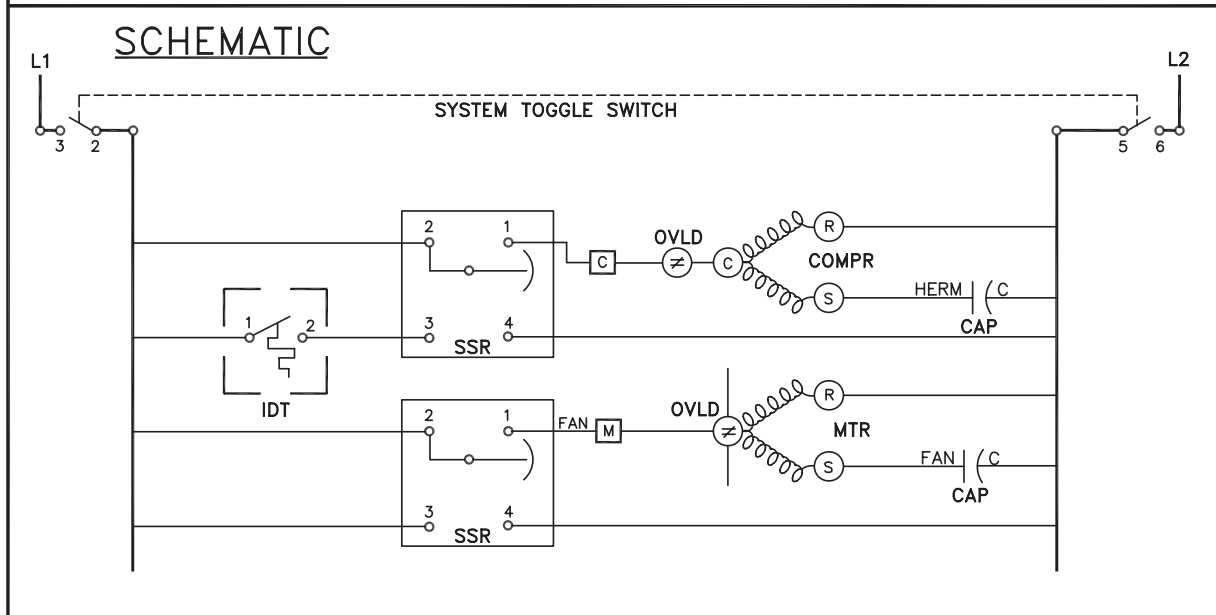 SCHEMATIC
L1
L2
SYSTEM TOGGLE SWITCH
3 2
5 6
2 1
C
OVLD
C
R
COMPR
S
HERM C
CAP
1 2
IDT
3 4
SSR
2 1
FAN
M
OVLD
R
MTR
S
FAN C
CAP
3 4
SSR